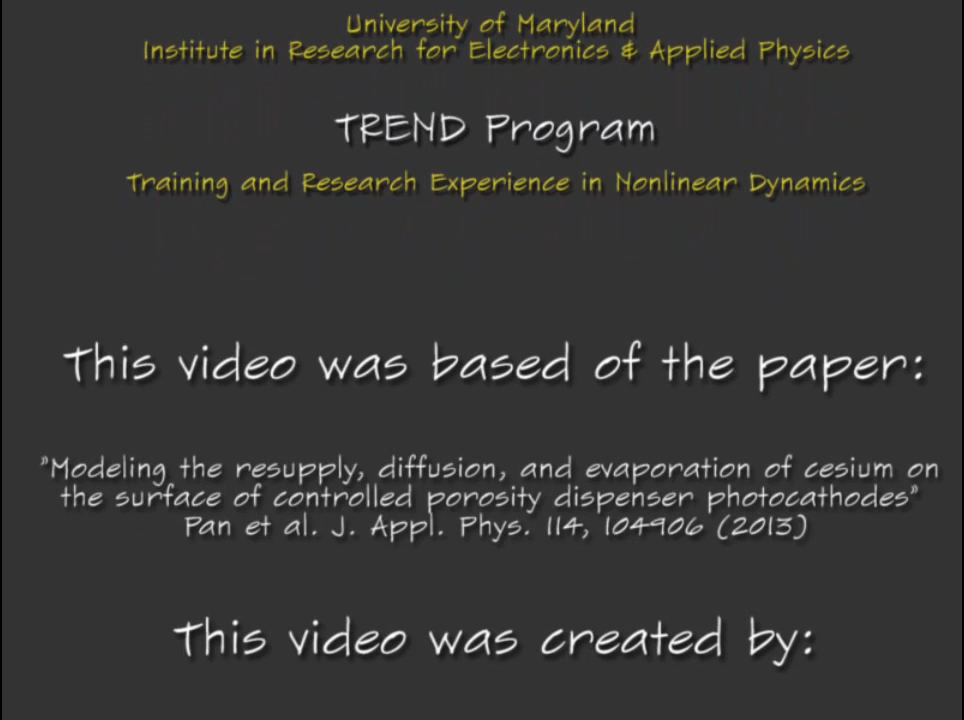 University of Maryland
Institute in Research for Electronics & Applied Physics
TREND Program
Training and Research Experience in Nonlinear Dynamics
This video was based of the paper:
"Modeling the resupply, diffusion, and evaporation of cesium on
the surface of controlled porosity dispenser photocathodes"
Pan et al. J. Appl. Phys. 114, 104906 (2013)
This video was created by: